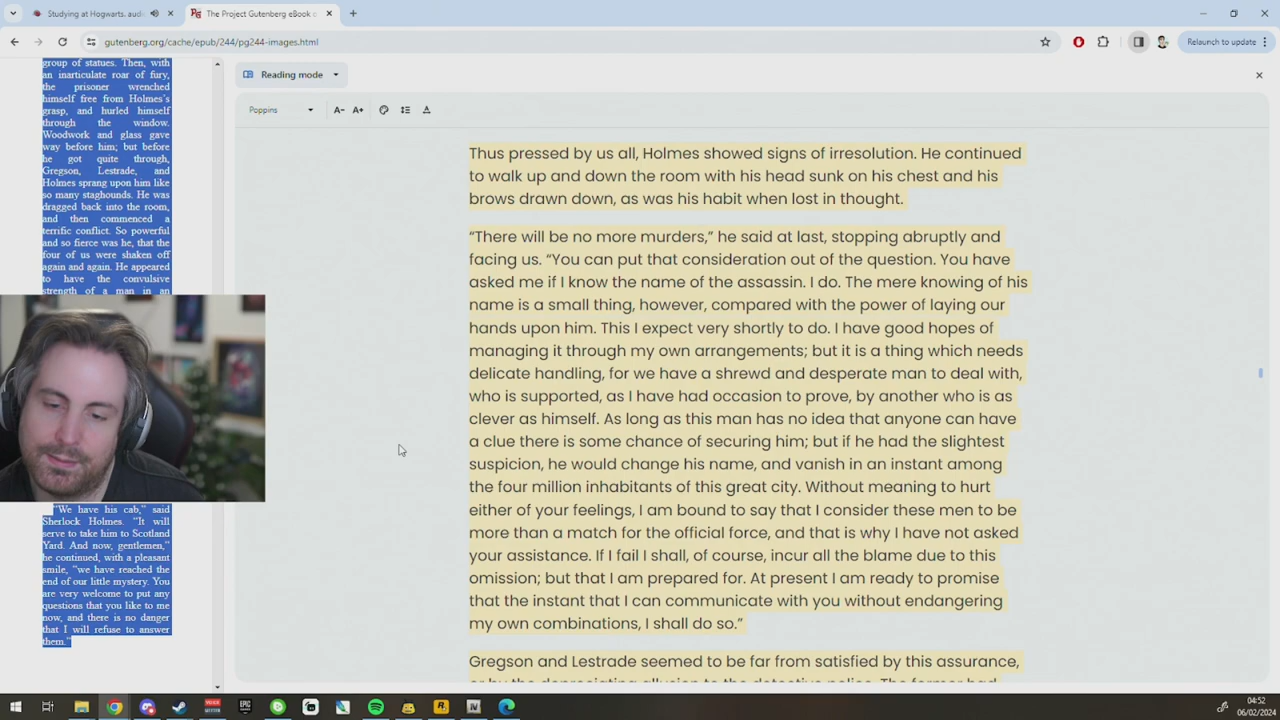 Studying at Hogwarts. audi
The Project Gutenberg eBook o
gutenberg.org/cache/epub/244/pg244-images.html
Relaunch to update
group of statues. Then, with
an inarticulate roar of fury,
the prisoner wrenched
himself free from Holmes's
grasp, and hurled himself
through the window.
Woodwork and glass gave
way before him; but before
he got quite through,
Gregson, Lestrade, and
Holmes sprang upon him like
so many staghounds. He was
dragged back into the room,
and then commenced a
terrific conflict. So powerful
and so fierce was he, that the
four of us were shaken off
again and again. He appeared
to have the convulsive
strength of a man in an
“We have his cab,” said
Sherlock Holmes. “It will
serve to take him to Scotland
Yard. And now, gentlemen,”
he continued, with a pleasant
smile, “we have reached the
end of our little mystery. You
are very welcome to put any
questions that you like to me
now, and there is no danger
that I will refuse to answer
them.”
Reading mode
Poppins
A- A+
Thus pressed by us all, Holmes showed signs of irresolution. He continued
to walk up and down the room with his head sunk on his chest and his
brows drawn down, as was his habit when lost in thought.
“There will be no more murders,” he said at last, stopping abruptly and
facing us. “You can put that consideration out of the question. You have
asked me if I know the name of the assassin. I do. The mere knowing of his
name is a small thing, however, compared with the power of laying our
hands upon him. This I expect very shortly to do. I have good hopes of
managing it through my own arrangements; but it is a thing which needs
delicate handling, for we have a shrewd and desperate man to deal with,
who is supported, as I have had occasion to prove, by another who is as
clever as himself. As long as this man has no idea that anyone can have
a clue there is some chance of securing him; but if he had the slightest
suspicion, he would change his name, and vanish in an instant among
the four million inhabitants of this great city. Without meaning to hurt
either of your feelings, I am bound to say that I consider these men to be
more than a match for the official force, and that is why I have not asked
your assistance. If I fail I shall, of course, incur all the blame due to this
omission; but that I am prepared for. At present I am ready to promise
that the instant that I can communicate with you without endangering
my own combinations, I shall do so.”
Gregson and Lestrade seemed to be far from satisfied by this assurance,
or by the depreciating allusion to the detective police. The former had
04:52
06/02/2024